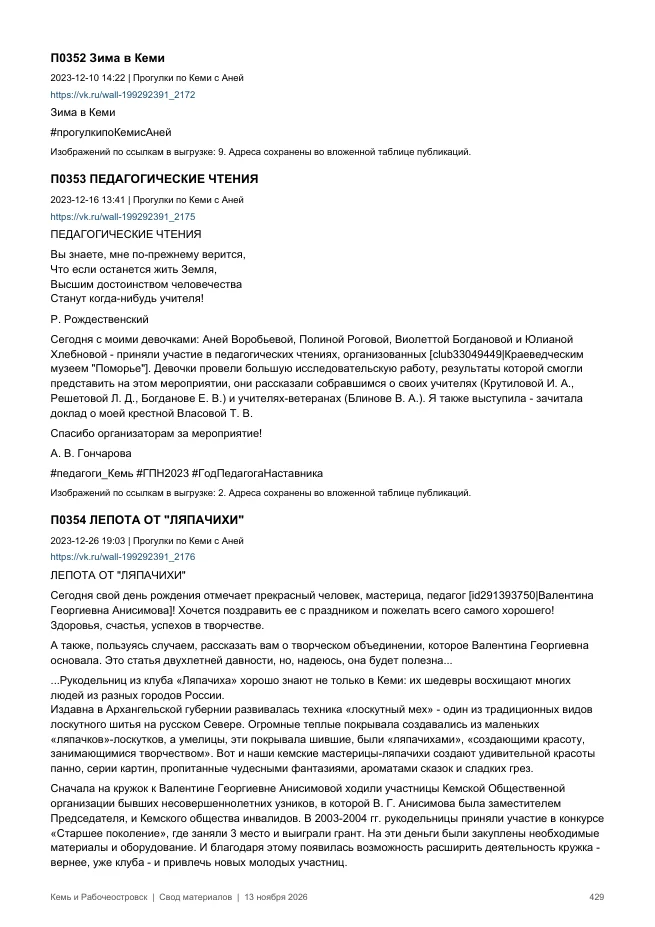 П0352 Зима в Кеми
2023-12-10 14:22 | Прогулки по Кеми с Аней
https://vk.ru/wall-199292391_2172
Зима в Кеми
#прогулкипоКемисАней
Изображений по ссылкам в выгрузке: 9. Адреса сохранены во вложенной таблице публикаций.
П0353 ПЕДАГОГИЧЕСКИЕ ЧТЕНИЯ
2023-12-16 13:41 | Прогулки по Кеми с Аней
https://vk.ru/wall-199292391_2175
ПЕДАГОГИЧЕСКИЕ ЧТЕНИЯ
Вы знаете, мне по-прежнему верится,
Что если останется жить Земля,
Высшим достоинством человечества
Станут когда-нибудь учителя!
Р. Рождественский
Сегодня с моими девочками: Аней Воробьевой, Полиной Роговой, Виолеттой Богдановой и Юлианой
Хлебновой - приняли участие в педагогических чтениях, организованных [club33049449|Краеведческим
музеем "Поморье"]. Девочки провели большую исследовательскую работу, результаты которой смогли
представить на этом мероприятии, они рассказали собравшимся о своих учителях (Крутиловой И. А.,
Решетовой Л. Д., Богданове Е. В.) и учителях-ветеранах (Блинове В. А.). Я также выступила - зачитала
доклад о моей крестной Власовой Т. В.
Спасибо организаторам за мероприятие!
А. В. Гончарова
#педагоги_Кемь #ГПН2023 #ГодПедагогаНаставника
Изображений по ссылкам в выгрузке: 2. Адреса сохранены во вложенной таблице публикаций.
П0354 ЛЕПОТА ОТ "ЛЯПАЧИХИ"
2023-12-26 19:03 | Прогулки по Кеми с Аней
https://vk.ru/wall-199292391_2176
ЛЕПОТА ОТ "ЛЯПАЧИХИ"
Сегодня свой день рождения отмечает прекрасный человек, мастерица, педагог [id291393750|Валентина
Георгиевна Анисимова]! Хочется поздравить ее с праздником и пожелать всего самого хорошего!
Здоровья, счастья, успехов в творчестве.
А также, пользуясь случаем, рассказать вам о творческом объединении, которое Валентина Георгиевна
основала. Это статья двухлетней давности, но, надеюсь, она будет полезна...
...Рукодельниц из клуба «Ляпачиха» хорошо знают не только в Кеми: их шедевры восхищают многих
людей из разных городов России.
Издавна в Архангельской губернии развивалась техника «лоскутный мех» - один из традиционных видов
лоскутного шитья на русском Севере. Огромные теплые покрывала создавались из маленьких
«ляпачков»-лоскутков, а умелицы, эти покрывала шившие, были «ляпачихами», «создающими красоту,
занимающимися творчеством». Вот и наши кемские мастерицы-ляпачихи создают удивительной красоты
панно, серии картин, пропитанные чудесными фантазиями, ароматами сказок и сладких грез.
Сначала на кружок к Валентине Георгиевне Анисимовой ходили участницы Кемской Общественной
организации бывших несовершеннолетних узников, в которой В. Г. Анисимова была заместителем
Председателя, и Кемского общества инвалидов. В 2003-2004 гг. рукодельницы приняли участие в конкурсе
«Старшее поколение», где заняли 3 место и выиграли грант. На эти деньги были закуплены необходимые
материалы и оборудование. И благодаря этому появилась возможность расширить деятельность кружка -
вернее, уже клуба - и привлечь новых молодых участниц.
Кемь и Рабочеостровск | Свод материалов | 13 ноября 2026
429